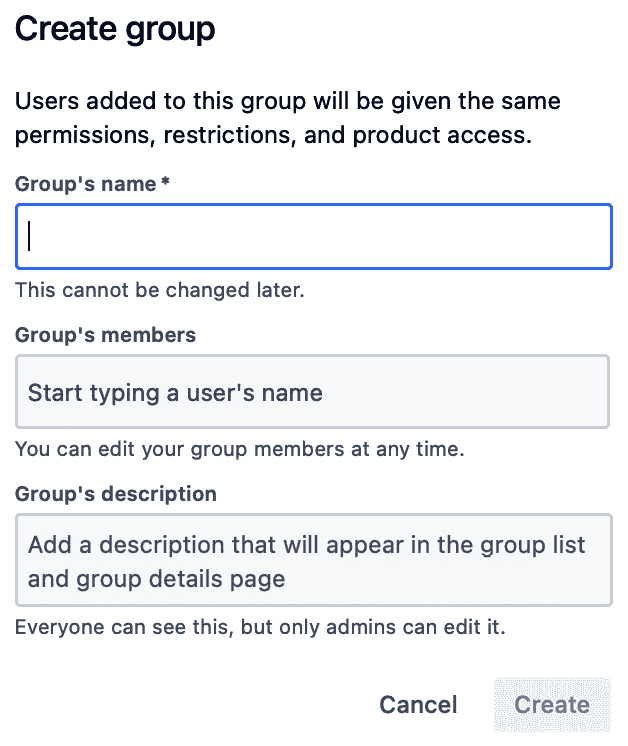 Create group
Users added to this group will be given the same
permissions, restrictions, and product access.
Group's name *
This cannot be changed later.
Group's members
Start typing a user's name
You can edit your group members at any time.
Group's description
Add a description that will appear in the group list
and group details page
Everyone can see this, but only admins can edit it.
Cancel Create